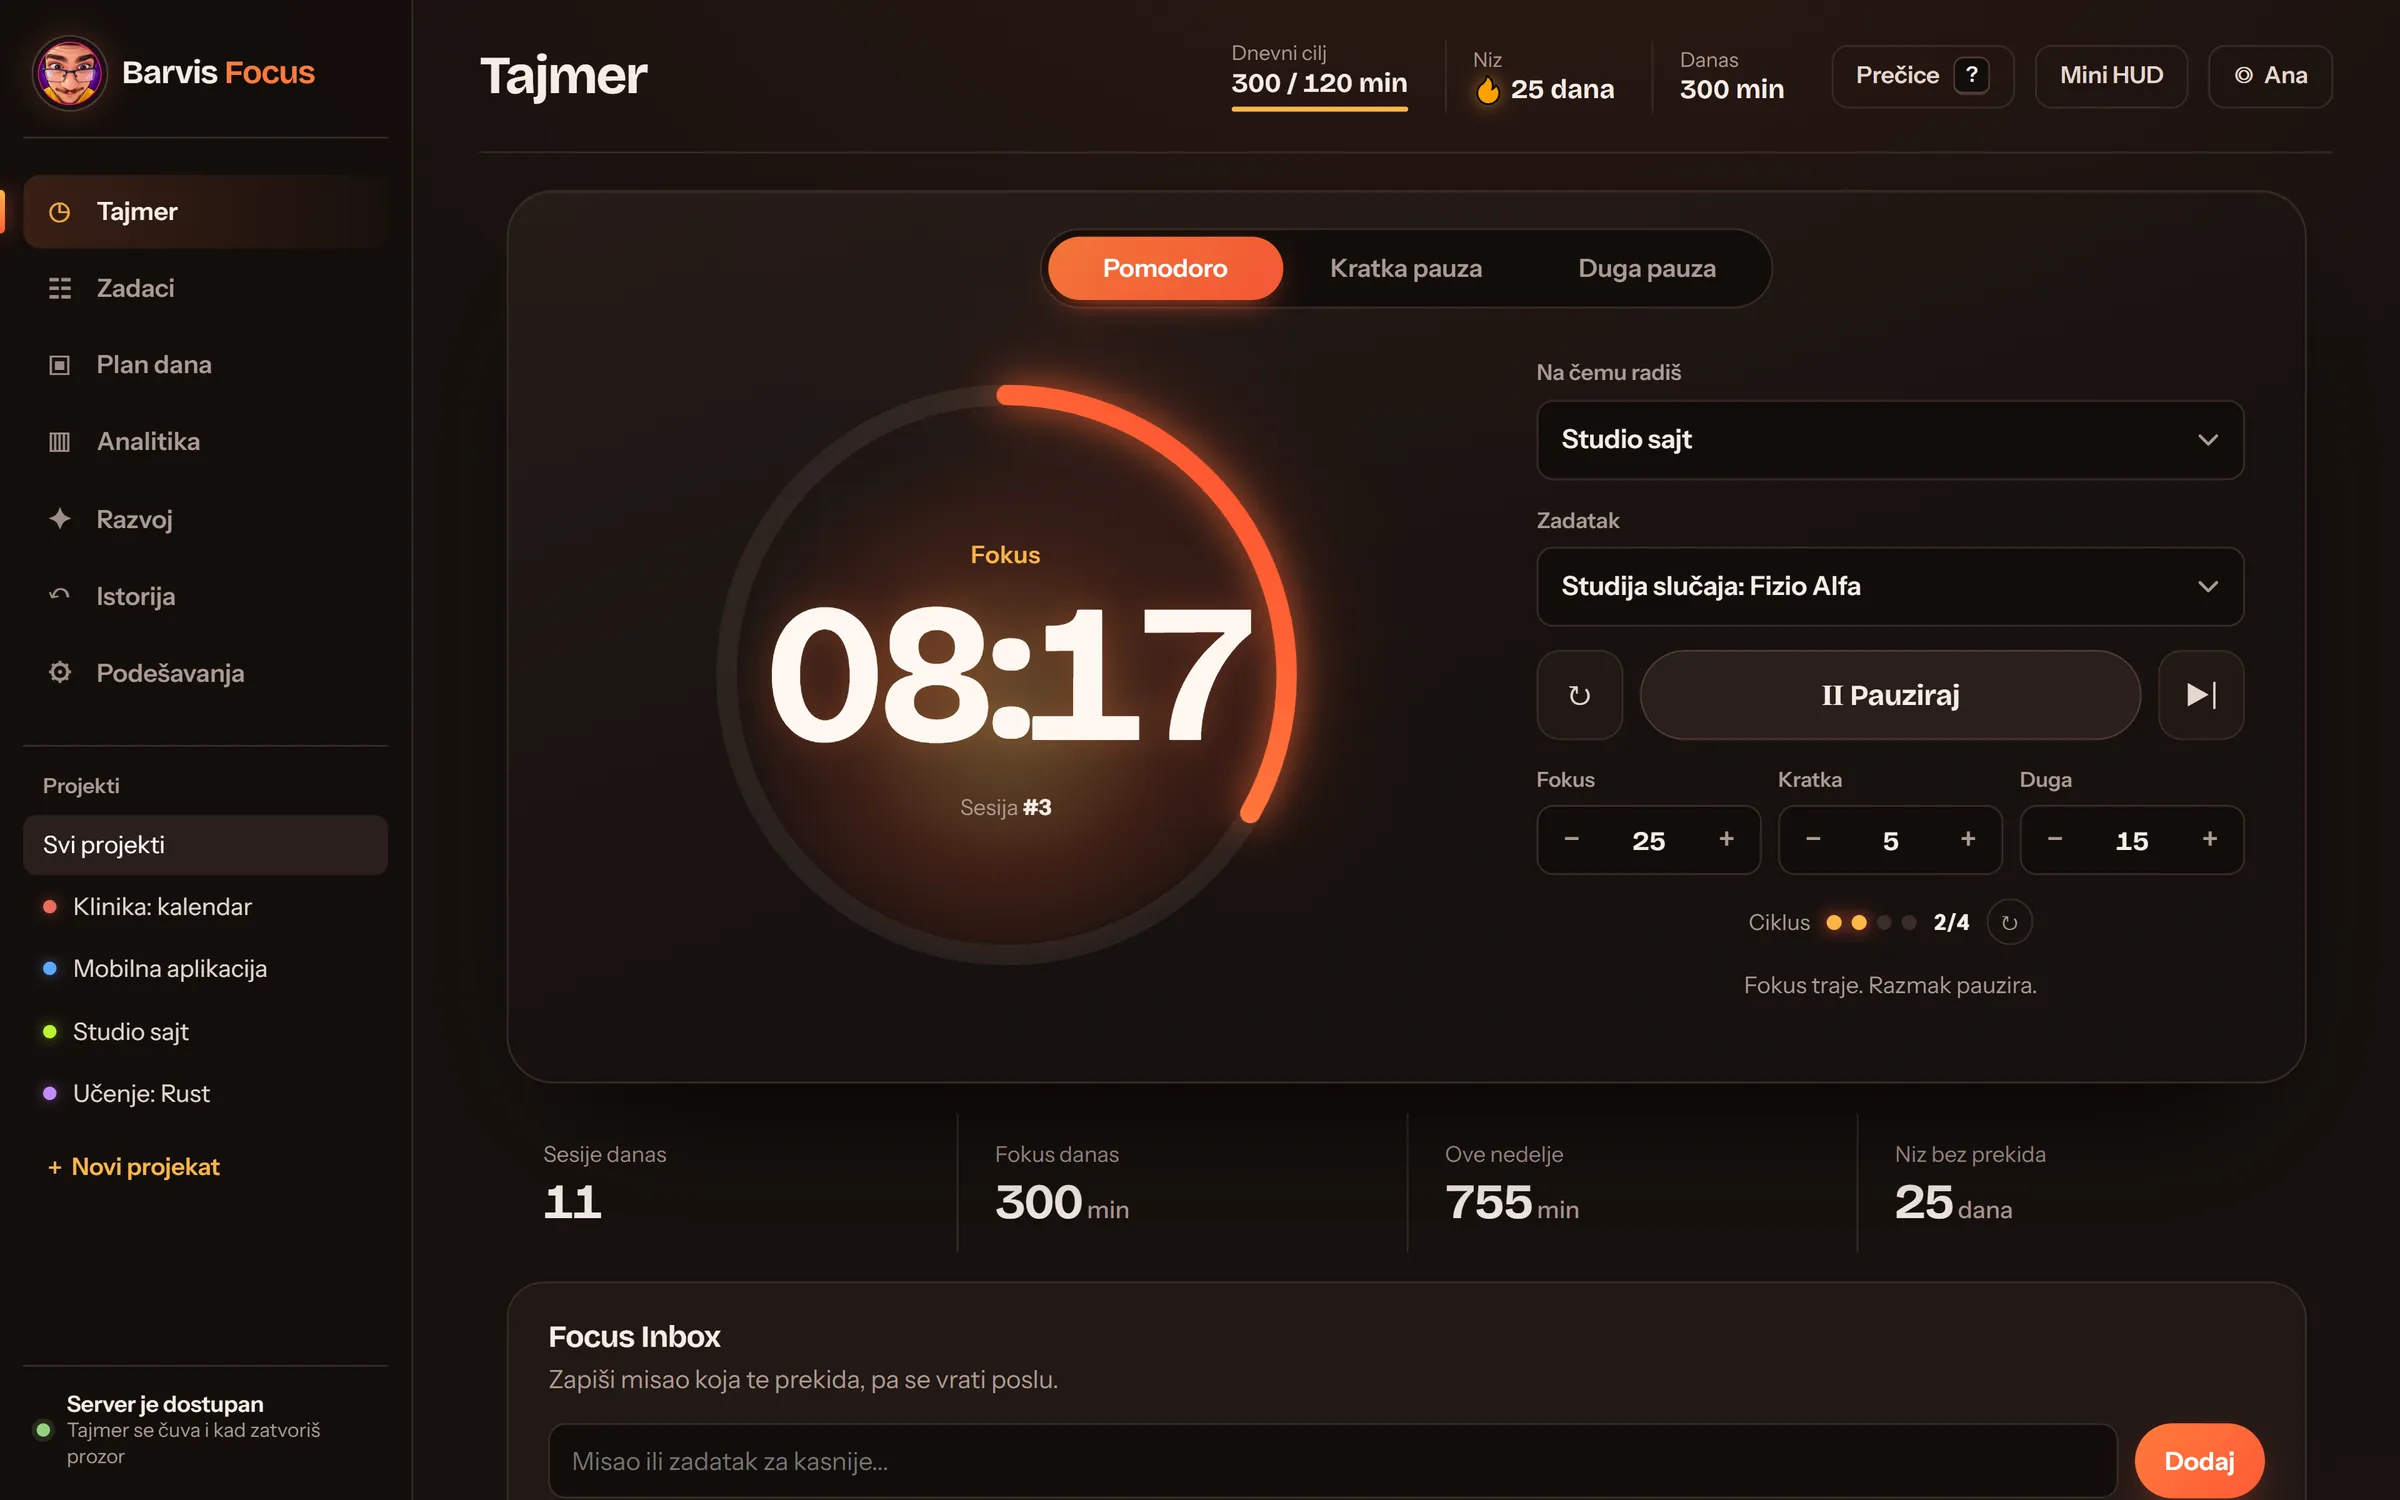 Barvis Focus
Tajmer
Zadaci
Plan dana
Analitika
Razvoj
Istorija
Podešavanja
Projekti
Svi projekti
Klinika: kalendar
Mobilna aplikacija
Studio sajt
Učenje: Rust
+ Novi projekat
Server je dostupan
Tajmer se čuva i kad zatvoriš
prozor
Tajmer
Dnevni cilj
300 / 120 min
Niz
25 dana
Danas
300 min
Prečice ?
Mini HUD
Ana
Pomodoro
Kratka pauza
Duga pauza
Fokus
08:17
Sesija #3
Na čemu radiš
Studio sajt
Zadatak
Studija slučaja: Fizio Alfa
Pauziraj
Fokus
Kratka
Duga
− 25 +
− 5 +
− 15 +
Ciklus 2/4
Fokus traje. Razmak pauzira.
Sesije danas
11
Fokus danas
300 min
Ove nedelje
755 min
Niz bez prekida
25 dana
Focus Inbox
Zapiši misao koja te prekida, pa se vrati poslu.
Misao ili zadatak za kasnije...
Dodaj